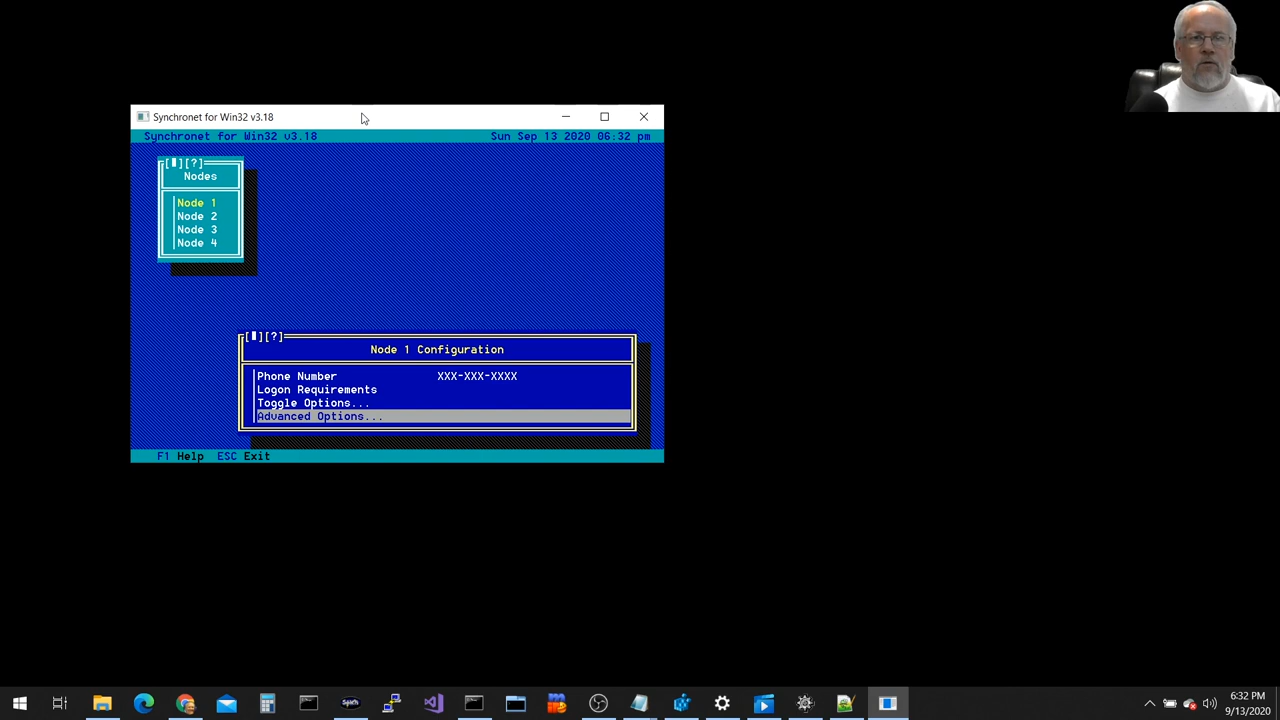 Synchronet for Win32 v3.18
Synchronet for Win32 v3.18 Sun Sep 13 2020 06:32 pm
[█][?]
Nodes
Node 1
Node 2
Node 3
Node 4
[█][?]
Node 1 Configuration
Phone Number XXX-XXX-XXXX
Logon Requirements
Toggle Options...
Advanced Options...
F1 Help ESC Exit
6:32 PM
9/13/2020